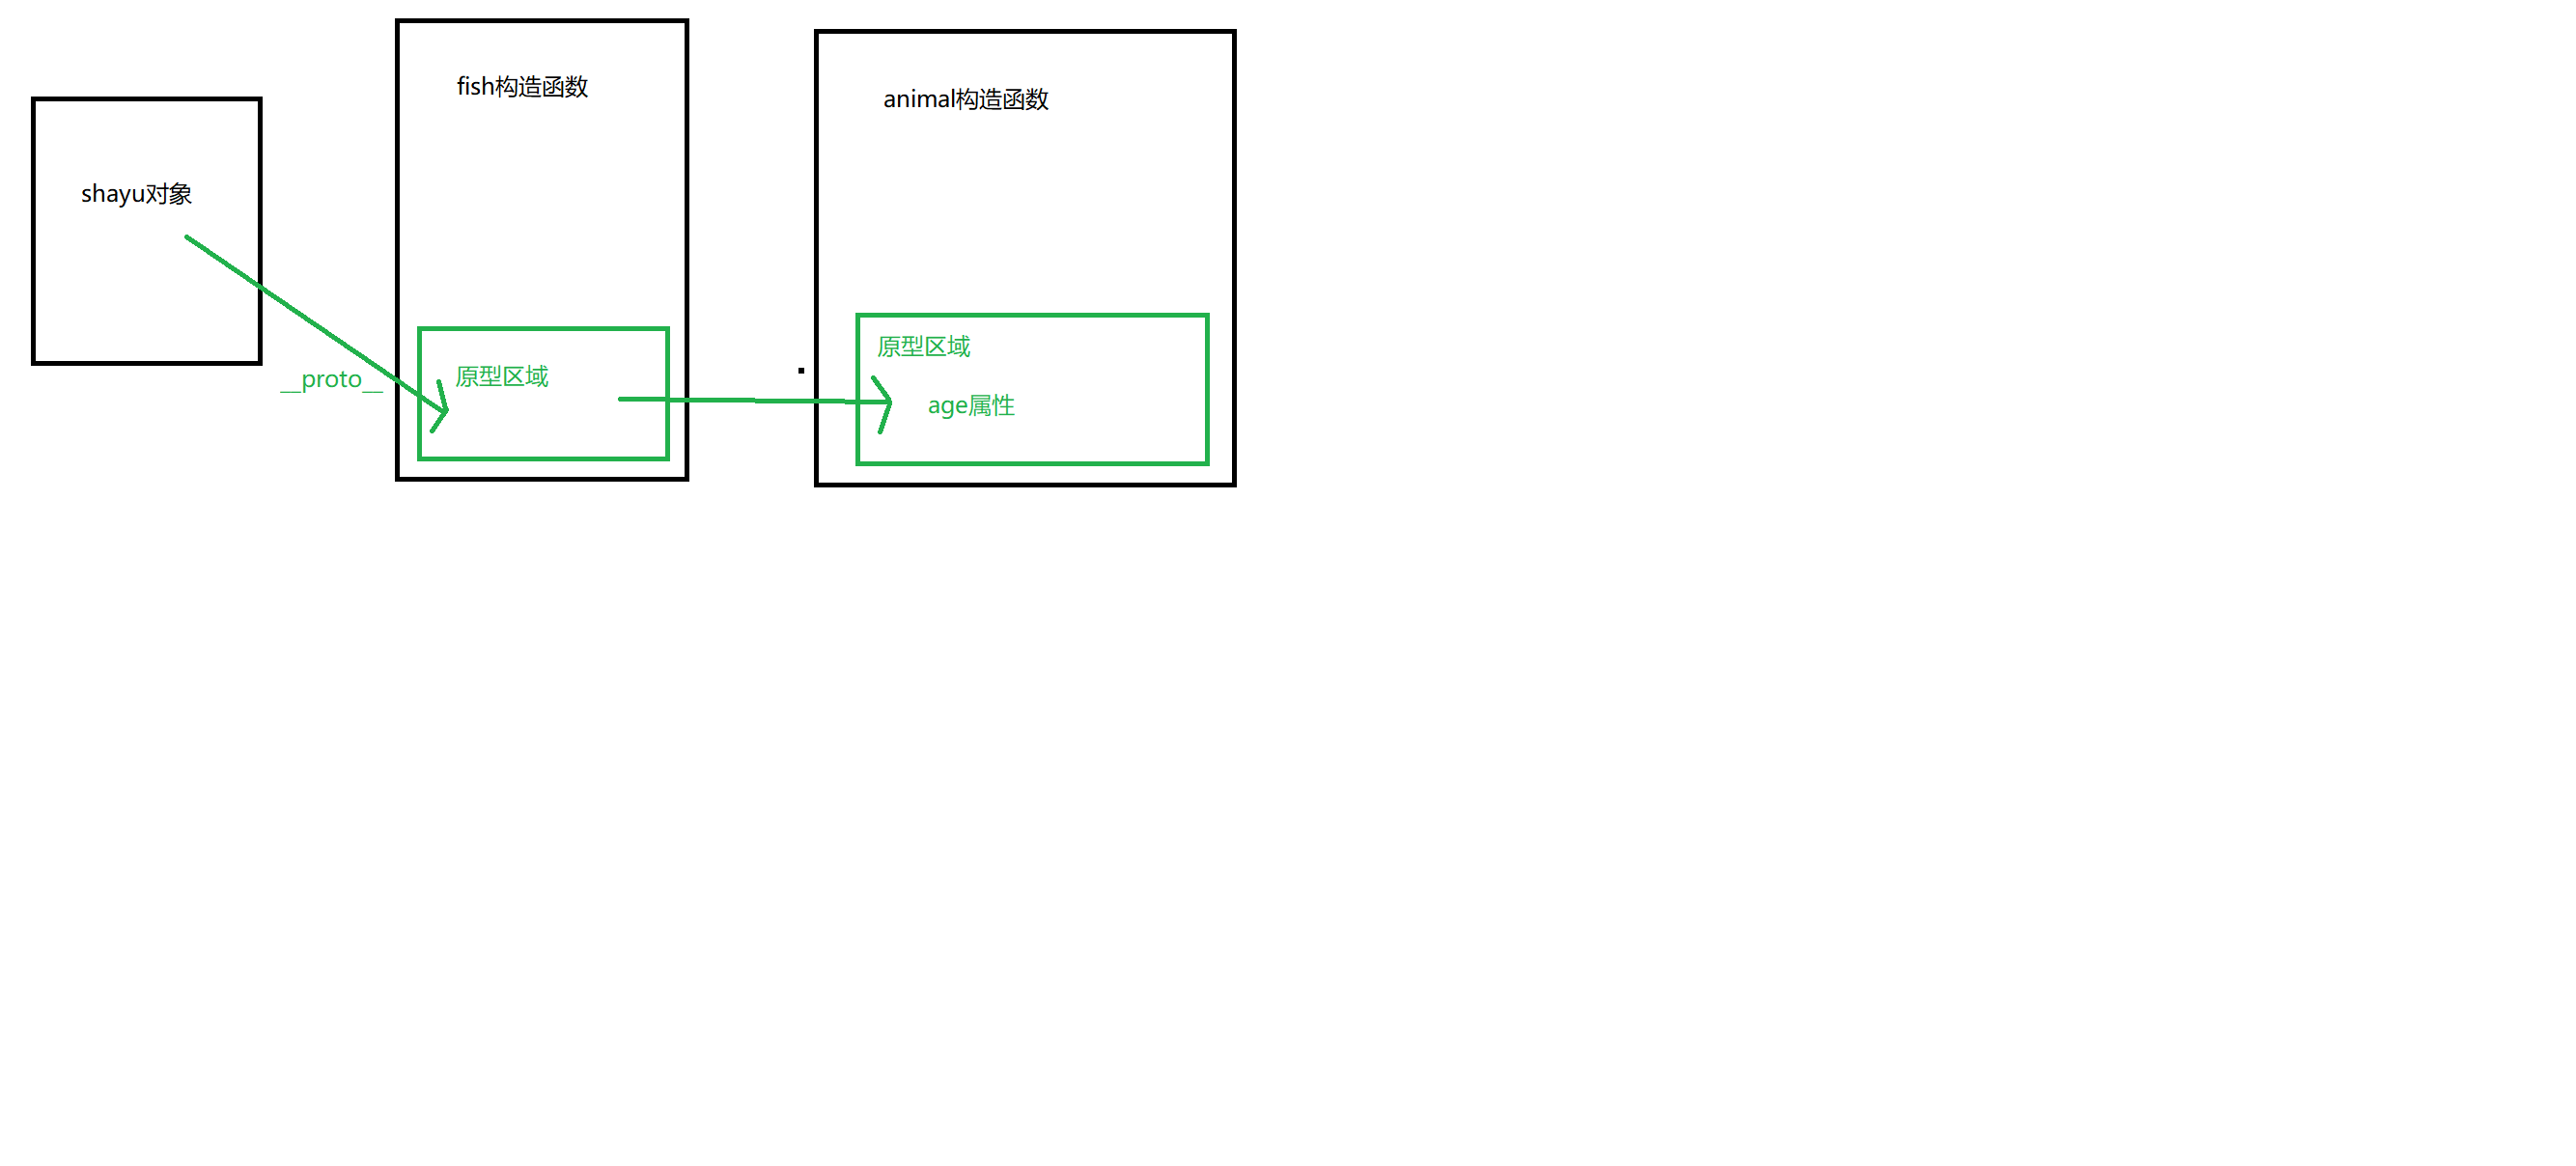 shayu对象
__proto__
fish构造函数
原型区域
animal构造函数
原型区域
age属性